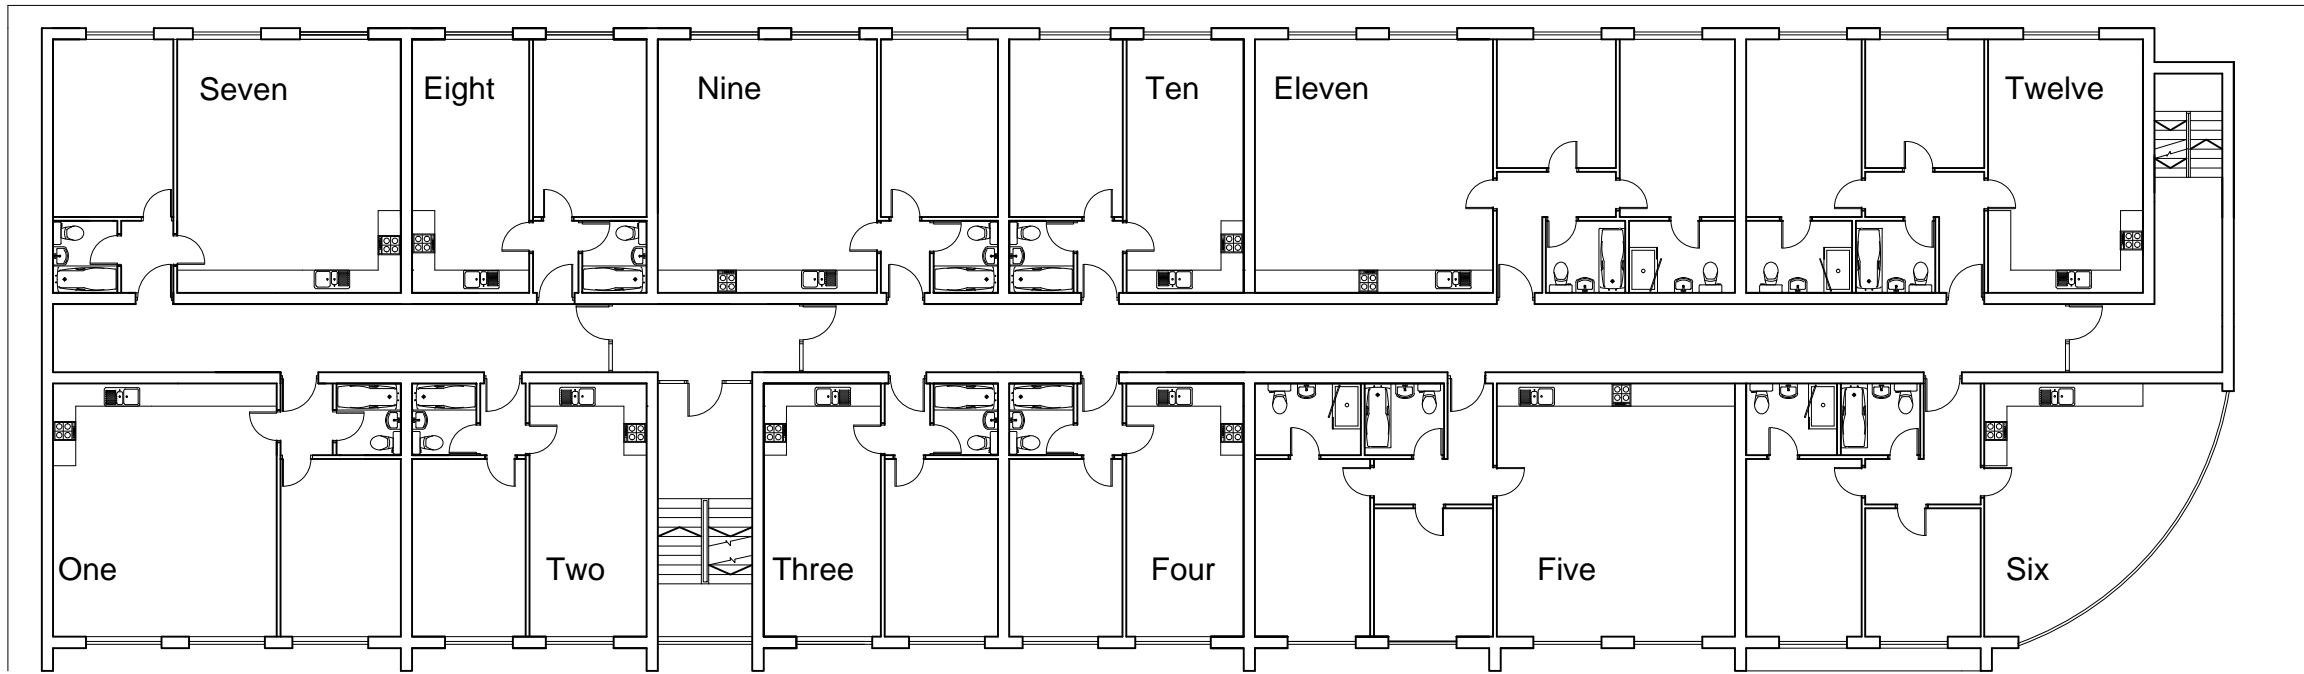 Seven
Eight
Nine
Ten
Eleven
Twelve
One
Two
Three
Four
Five
Six